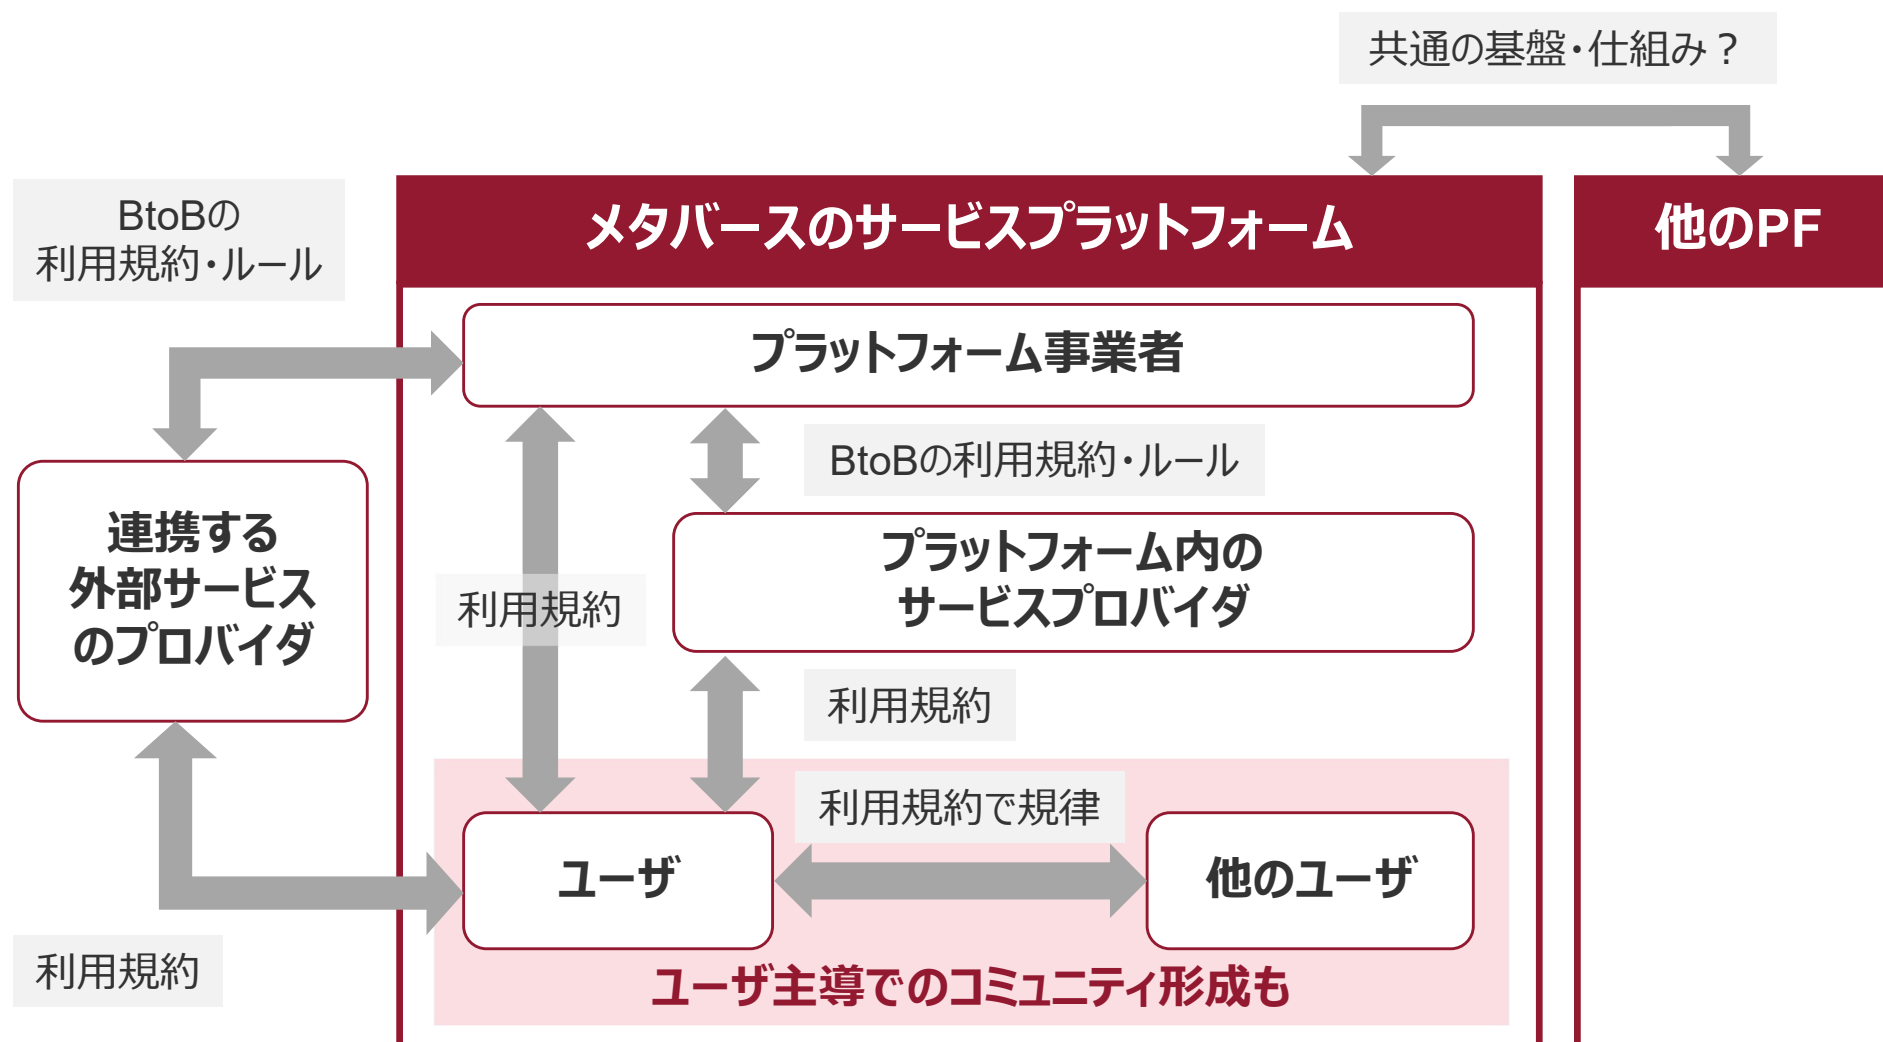 共通の基盤・仕組み？
BtoBの
利用規約・ルール
メタバースのサービスプラットフォーム
他のPF
プラットフォーム事業者
BtoBの利用規約・ルール
連携する
外部サービス
のプロバイダ
プラットフォーム内の
サービスプロバイダ
利用規約
利用規約
利用規約で規律
ユーザ
他のユーザ
利用規約
ユーザ主導でのコミュニティ形成も